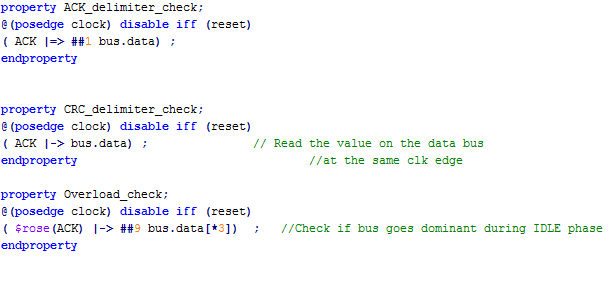 property ACK_delimiter_check;
@(posedge clock) disable iff (reset)
( ACK |=> ##1 bus.data) ;
endproperty
property CRC_delimiter_check;
@(posedge clock) disable iff (reset)
( ACK |-> bus.data) ; // Read the value on the data bus
endproperty //at the same clk edge
property Overload_check;
@(posedge clock) disable iff (reset)
( $rose(ACK) |-> ##9 bus.data[*3]) ; //Check if bus goes dominant during IDLE phase
endproperty